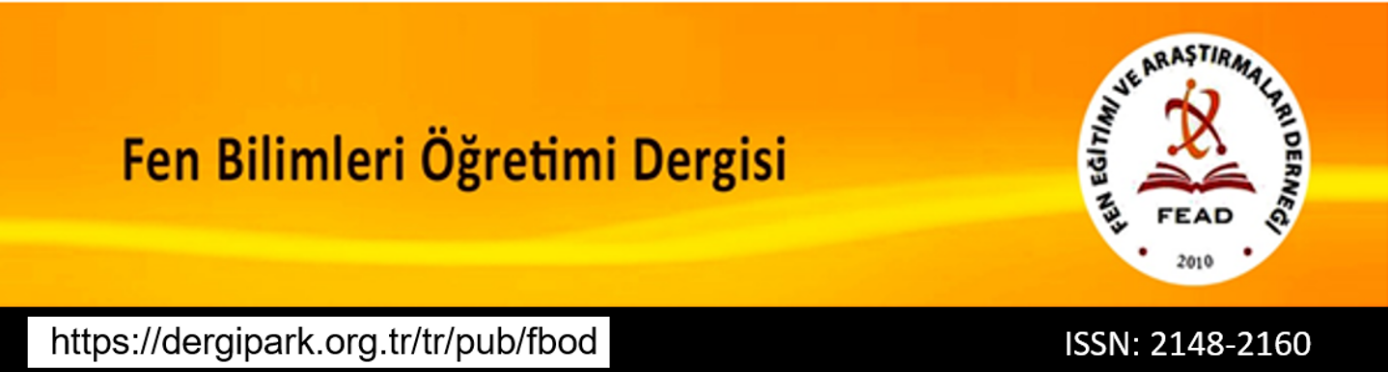 Fen Bilimleri Öğretimi Dergisi
FEN EĞİTİMİ VE ARAŞTIRMALARI DERNEĞİ
FEAD
2010
https://dergipark.org.tr/tr/pub/fbod
ISSN: 2148-2160